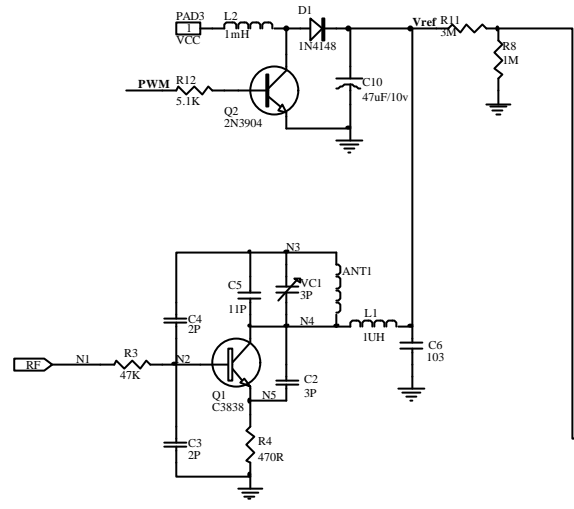 PAD3
1
VCC
L2
1mH
D1
1N4148
Vref
R11
3M
R8
1M
PWM
R12
5.1K
Q2
2N3904
C10
47uF/10v
N3
C5
11P
VC1
3P
ANT1
C4
2P
N4
L1
1UH
C6
103
RF
N1
R3
47K
N2
Q1
C3838
N5
C2
3P
C3
2P
R4
470R